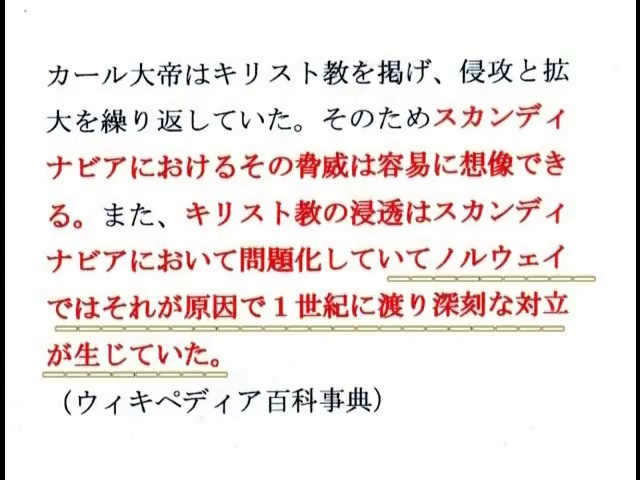 カール大帝はキリスト教を掲げ、侵攻と拡
大を繰り返していた。そのためスカンディ
ナビアにおけるその脅威は容易に想像でき
る。また、キリスト教の浸透はスカンディ
ナビアにおいて問題化していてノルウェイ
ではそれが原因で１世紀に渡り深刻な対立
が生じていた。
（ウィキペディア百科事典）